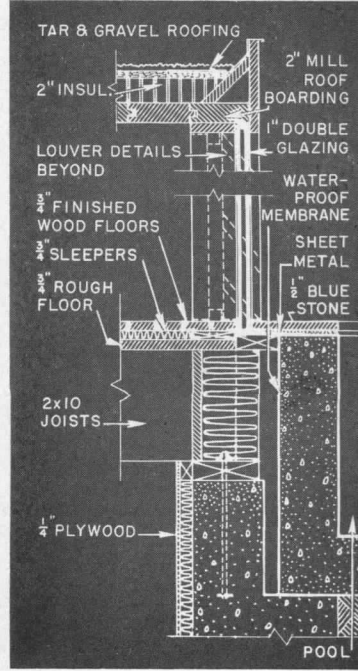 TAR & GRAVEL ROOFING
2" INSUL.
2" MILL
ROOF
BOARDING
1" DOUBLE
GLAZING
LOUVER DETAILS
BEYOND
WATER-
PROOF
MEMBRANE
3/4" FINISHED
WOOD FLOORS
SHEET
METAL
3/4" SLEEPERS
1/2" BLUE
STONE
3/4" ROUGH
FLOOR
2x10
JOISTS
1/4" PLYWOOD
POOL